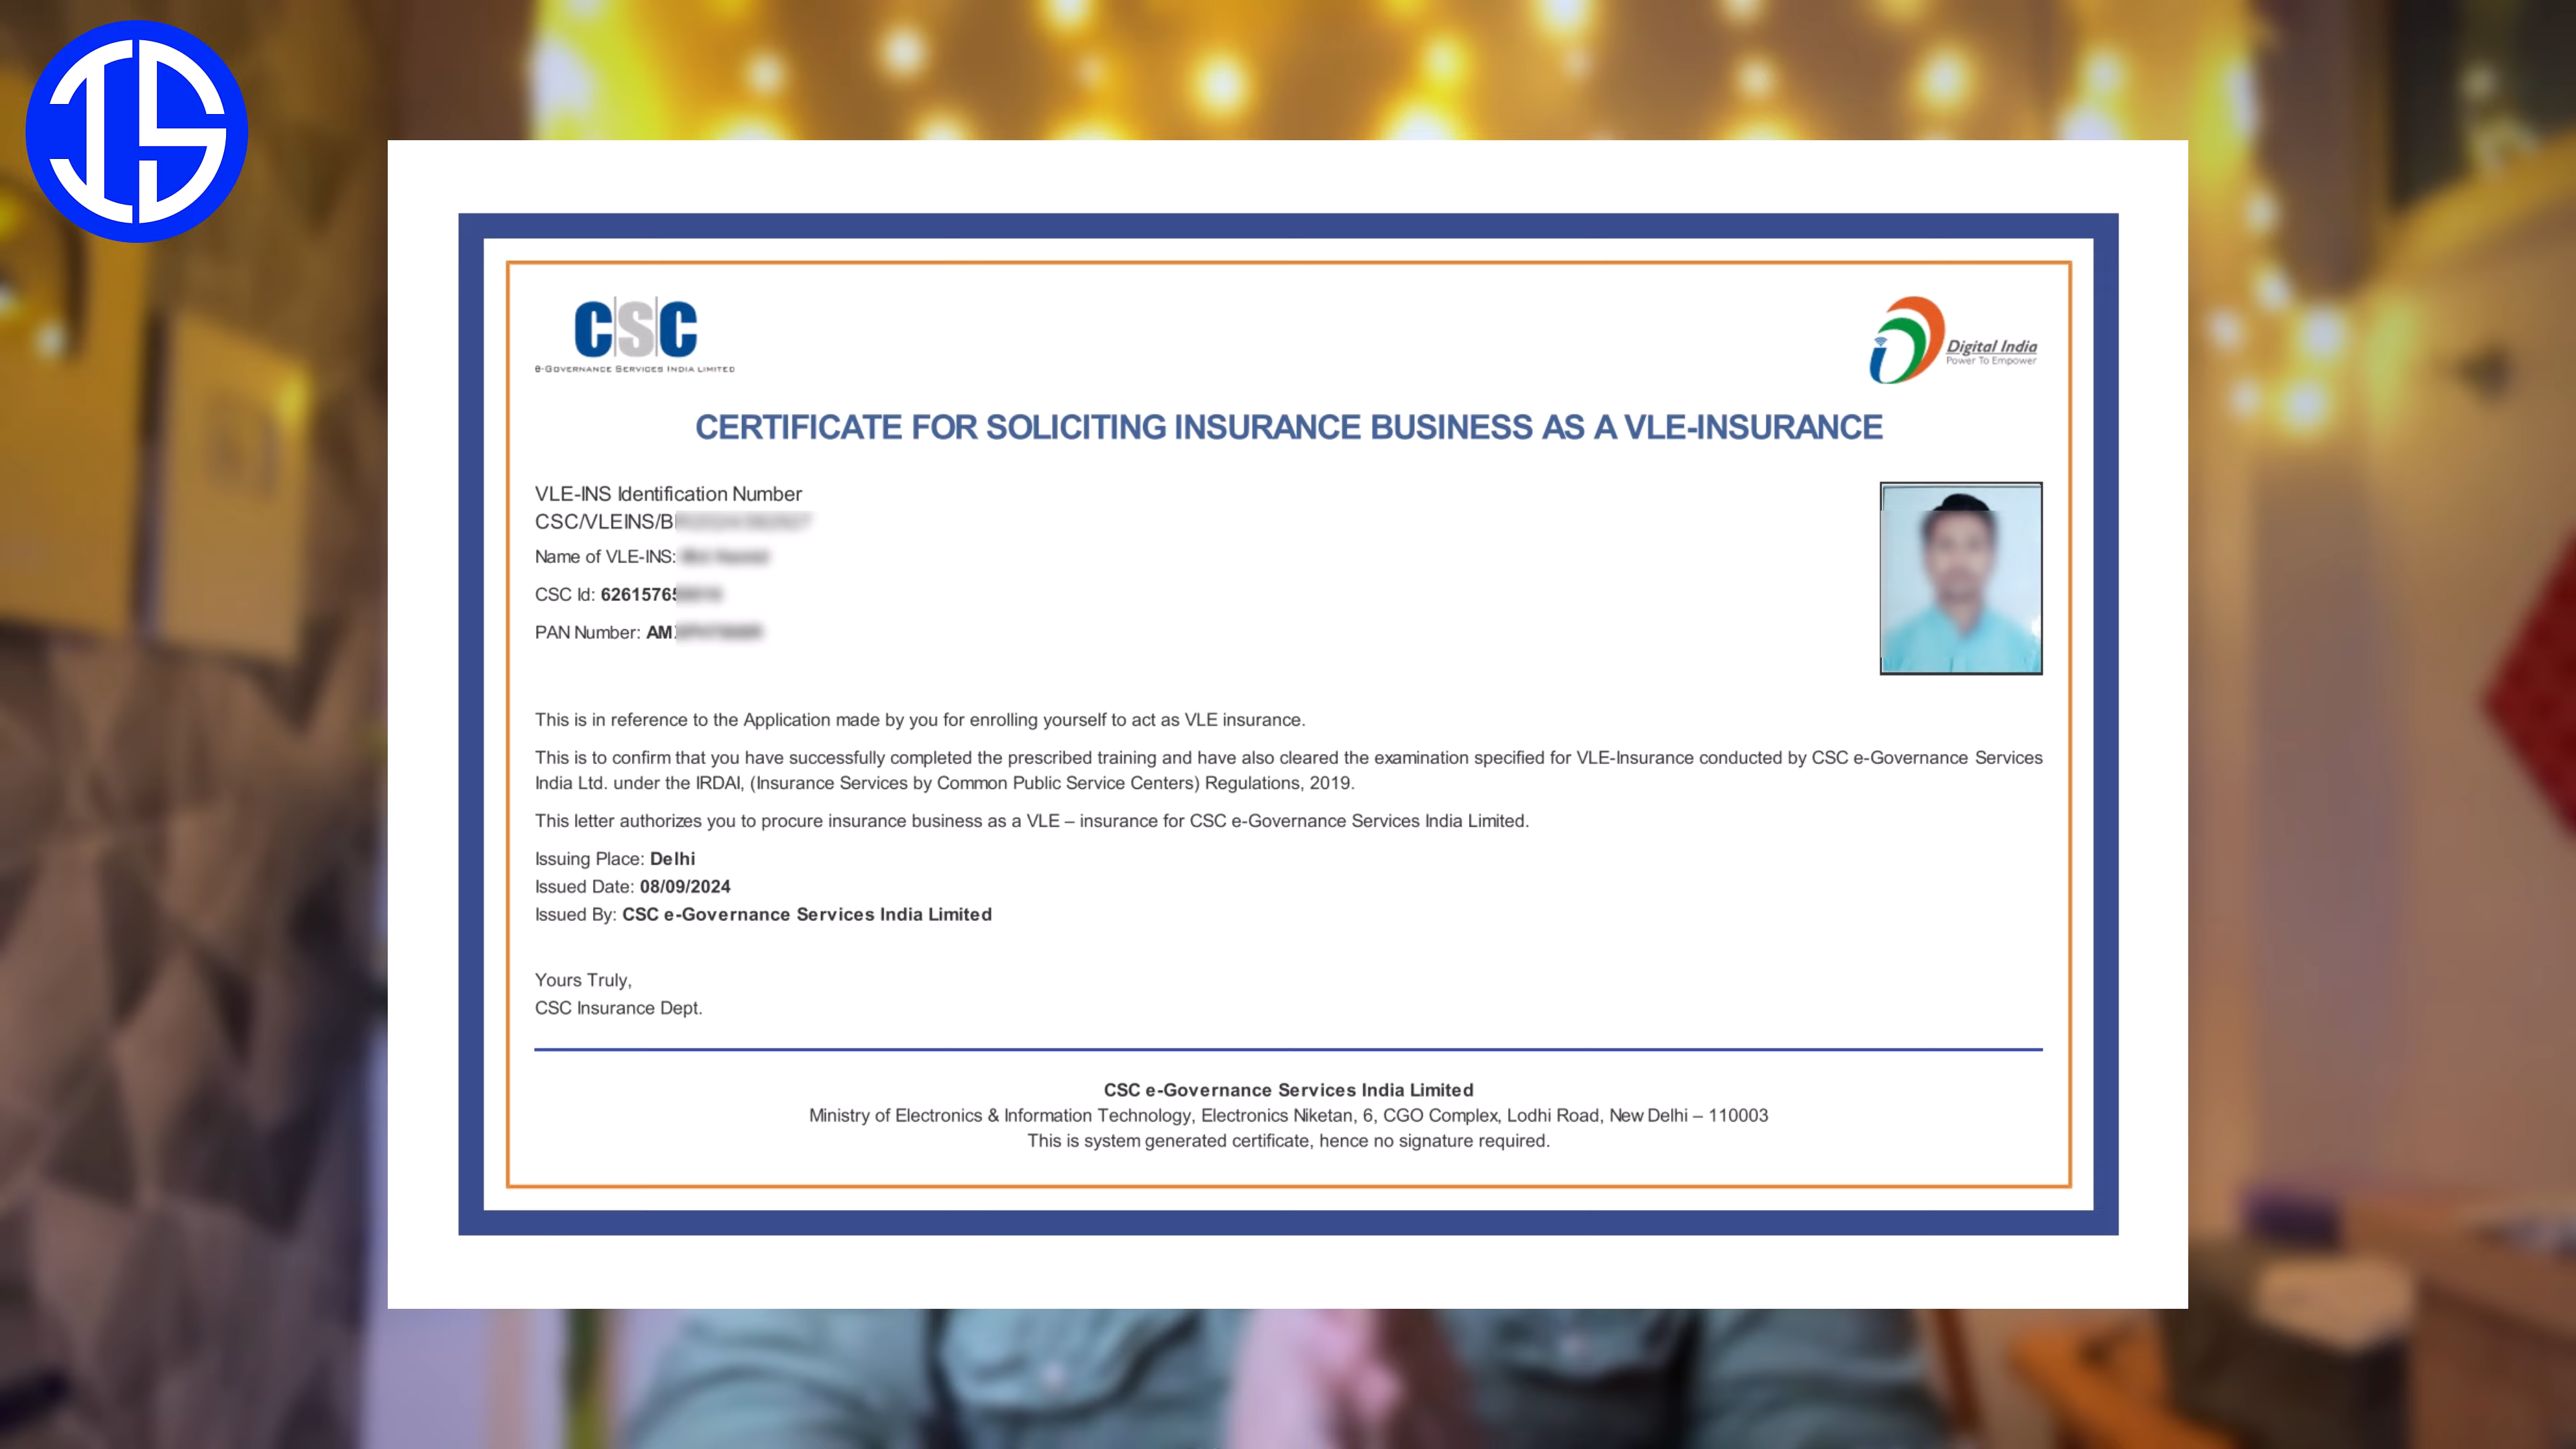 IS
CSC
e-Governance Services India Limited
Digital India
Power To Empower
CERTIFICATE FOR SOLICITING INSURANCE BUSINESS AS A VLE-INSURANCE
VLE-INS Identification Number
CSC/VLEINS/B
Name of VLE-INS:
CSC Id: 6261576
PAN Number: AM
This is in reference to the Application made by you for enrolling yourself to act as VLE insurance.
This is to confirm that you have successfully completed the prescribed training and have also cleared the examination specified for VLE-Insurance conducted by CSC e-Governance Services
India Ltd. under the IRDAI, (Insurance Services by Common Public Service Centers) Regulations, 2019.
This letter authorizes you to procure insurance business as a VLE – insurance for CSC e-Governance Services India Limited.
Issuing Place: Delhi
Issued Date: 08/09/2024
Issued By: CSC e-Governance Services India Limited
Yours Truly,
CSC Insurance Dept.
CSC e-Governance Services India Limited
Ministry of Electronics & Information Technology, Electronics Niketan, 6, CGO Complex, Lodhi Road, New Delhi – 110003
This is system generated certificate, hence no signature required.